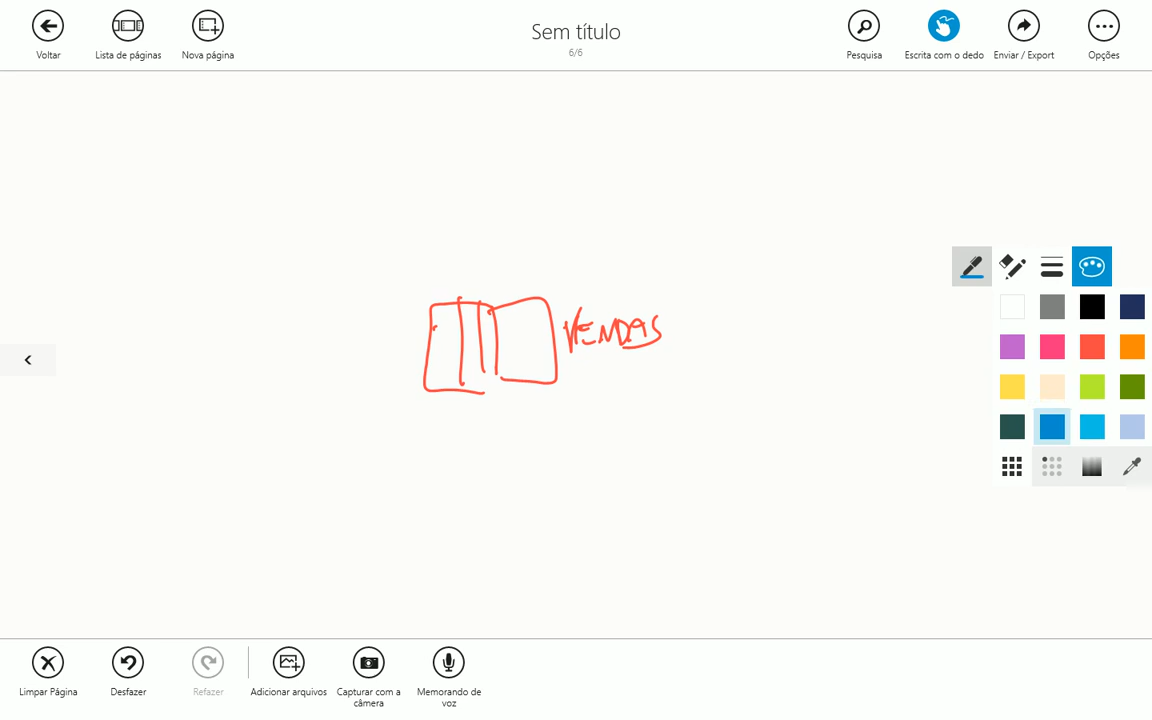 Sem título
6/6
Voltar
Lista de páginas
Nova página
Pesquisa
Escrita com o dedo
Enviar / Export
Opções
VENDAS
Limpar Página
Desfazer
Refazer
Adicionar arquivos
Capturar com a
câmera
Memorando de
voz